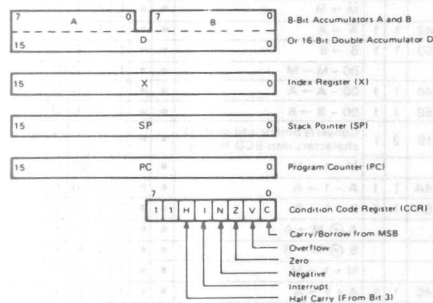 7 A 0 7 B 0 8-Bit Accumulators A and B
15 D 0 Or 16-Bit Double Accumulator D
15 X 0 Index Register (X)
15 SP 0 Stack Pointer (SP)
15 PC 0 Program Counter (PC)
7 0
1 1 H I N Z V C Condition Code Register (CCR)
Carry/Borrow from MSB
Overflow
Zero
Negative
Interrupt
Half Carry (From Bit 3)